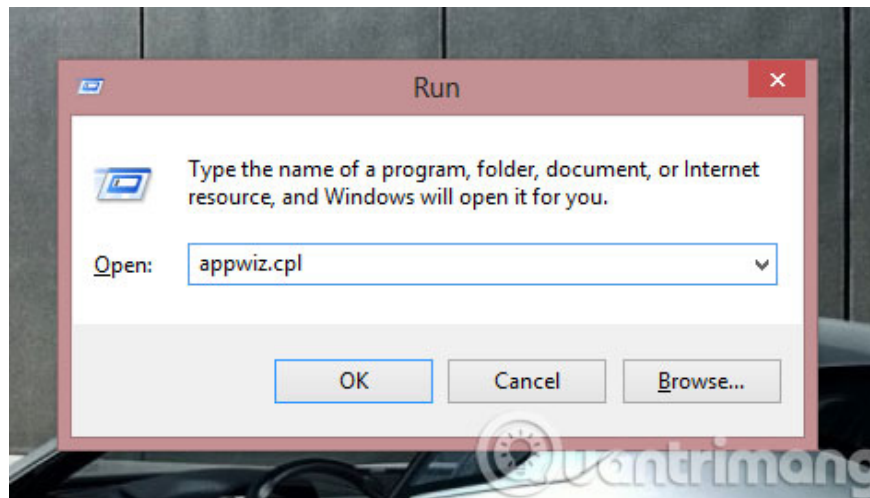 Run
Type the name of a program, folder, document, or Internet
resource, and Windows will open it for you.
Open: appwiz.cpl
OK Cancel Browse...
Quantrimang